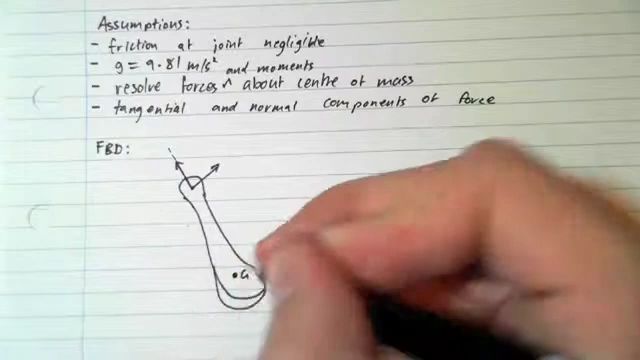 Assumptions:
- friction at joint negligible
- g = 9.81 m/s² and moments
- resolve forces ^ about centre of mass
- tangential and normal components of force
FBD:
G